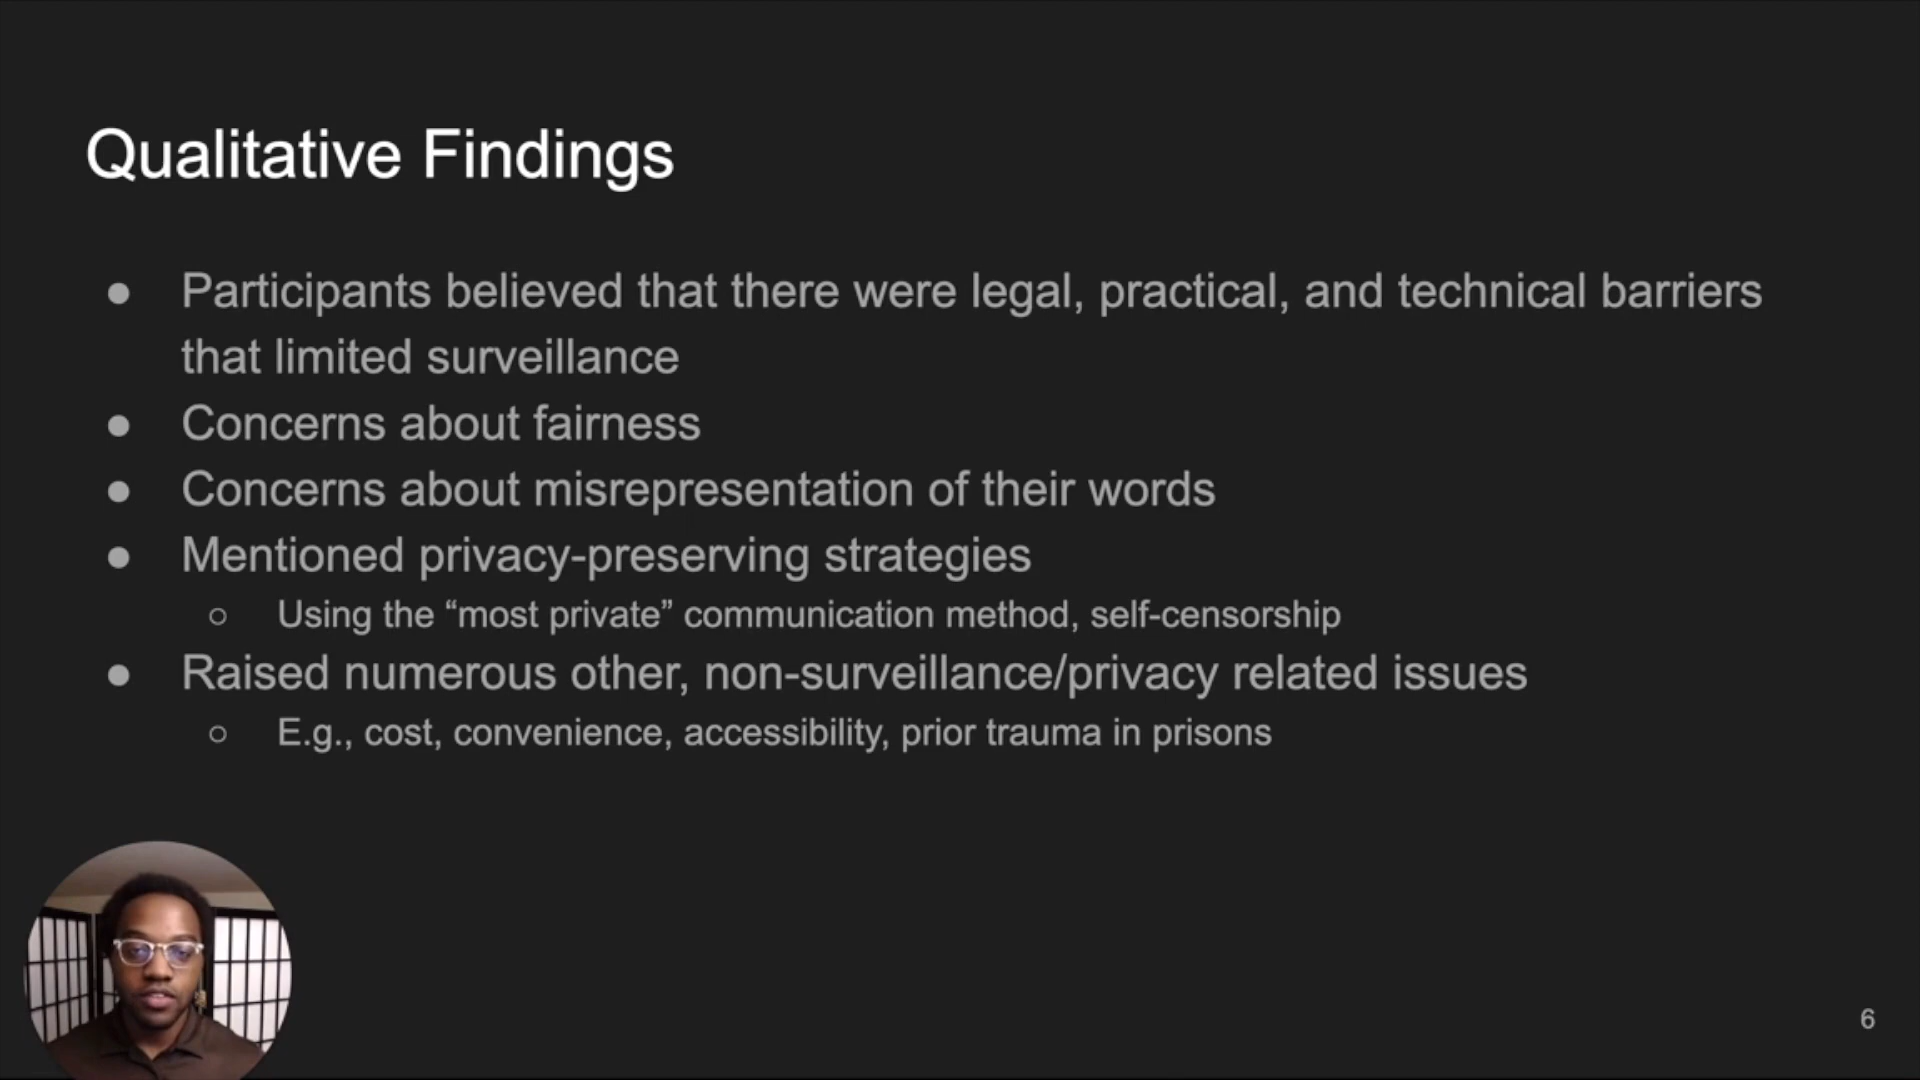 Qualitative Findings
● Participants believed that there were legal, practical, and technical barriers
that limited surveillance
● Concerns about fairness
● Concerns about misrepresentation of their words
● Mentioned privacy-preserving strategies
○ Using the “most private” communication method, self-censorship
● Raised numerous other, non-surveillance/privacy related issues
○ E.g., cost, convenience, accessibility, prior trauma in prisons
6